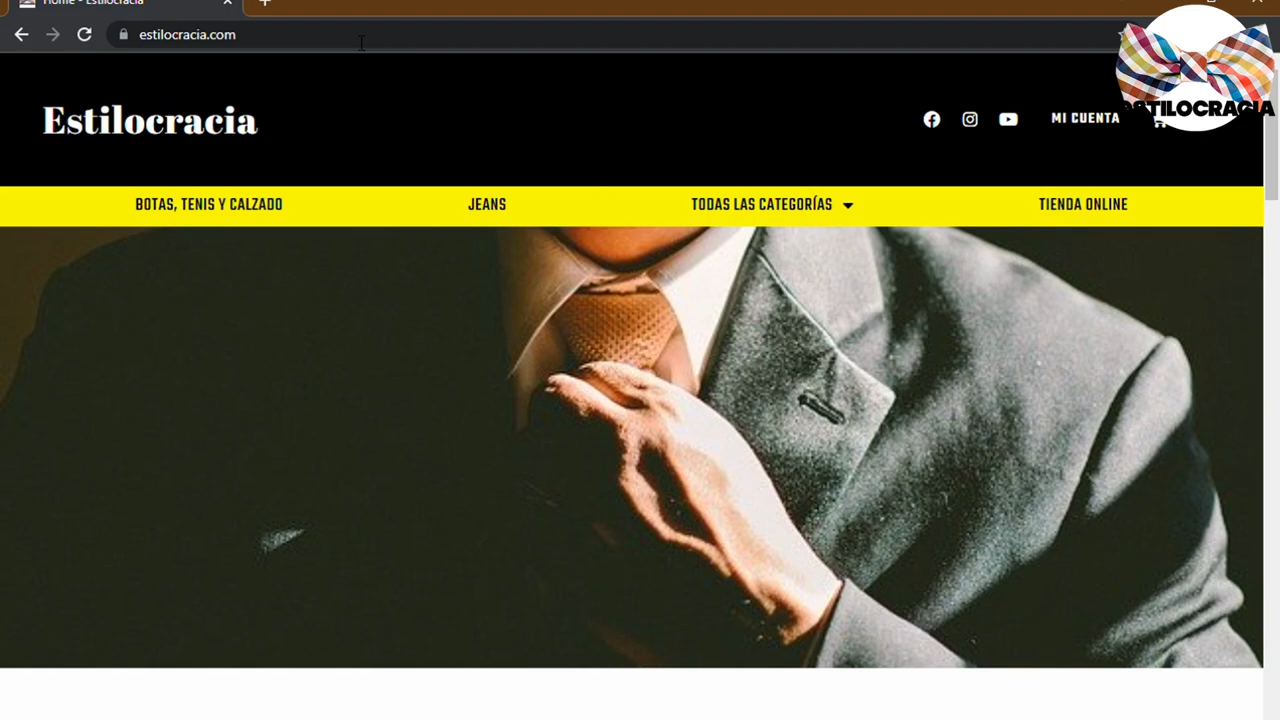 Home - Estilocracia
estilocracia.com
Estilocracia
MI CUENTA
ESTILOCRACIA
BOTAS, TENIS Y CALZADO
JEANS
TODAS LAS CATEGORÍAS
TIENDA ONLINE